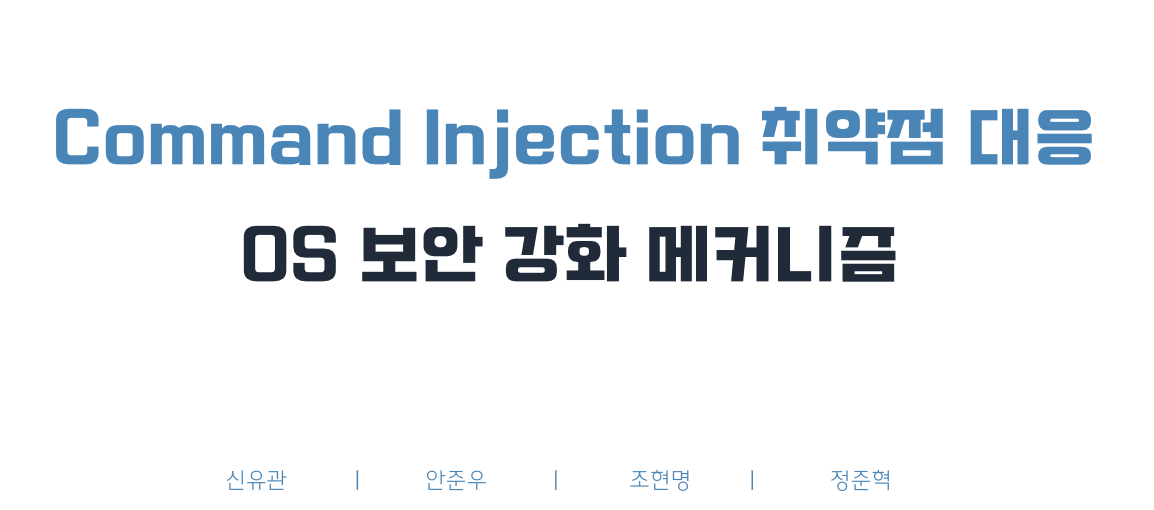 Command Injection 취약점 대응
OS 보안 강화 메커니즘
신유관 | 안준우 | 조현명 | 정준혁